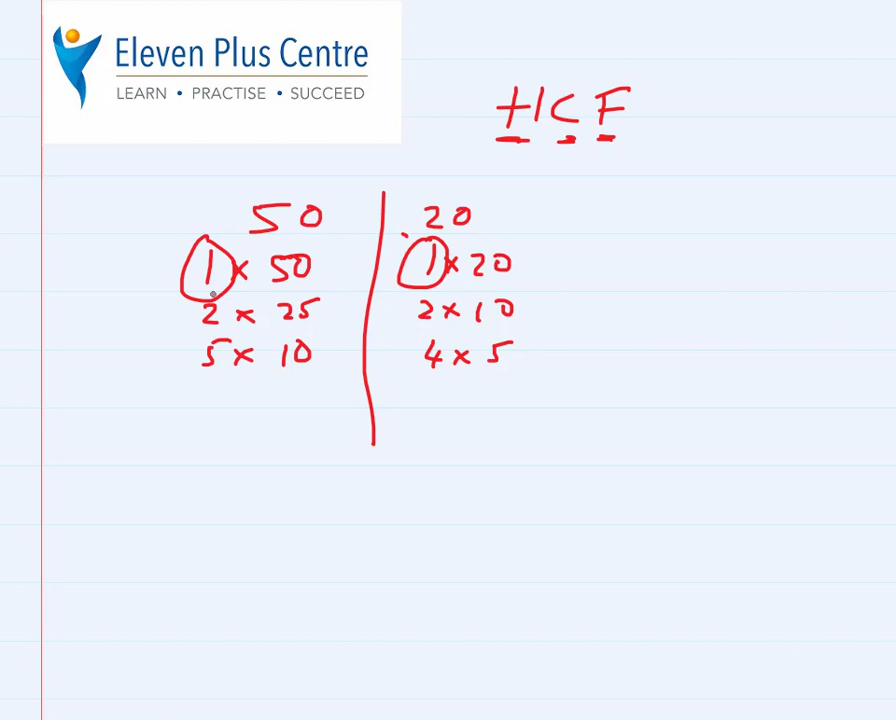 Eleven Plus Centre
LEARN • PRACTISE • SUCCEED
HCF
50
1 × 50
2 × 25
5 × 10
20
1 × 20
2 × 10
4 × 5